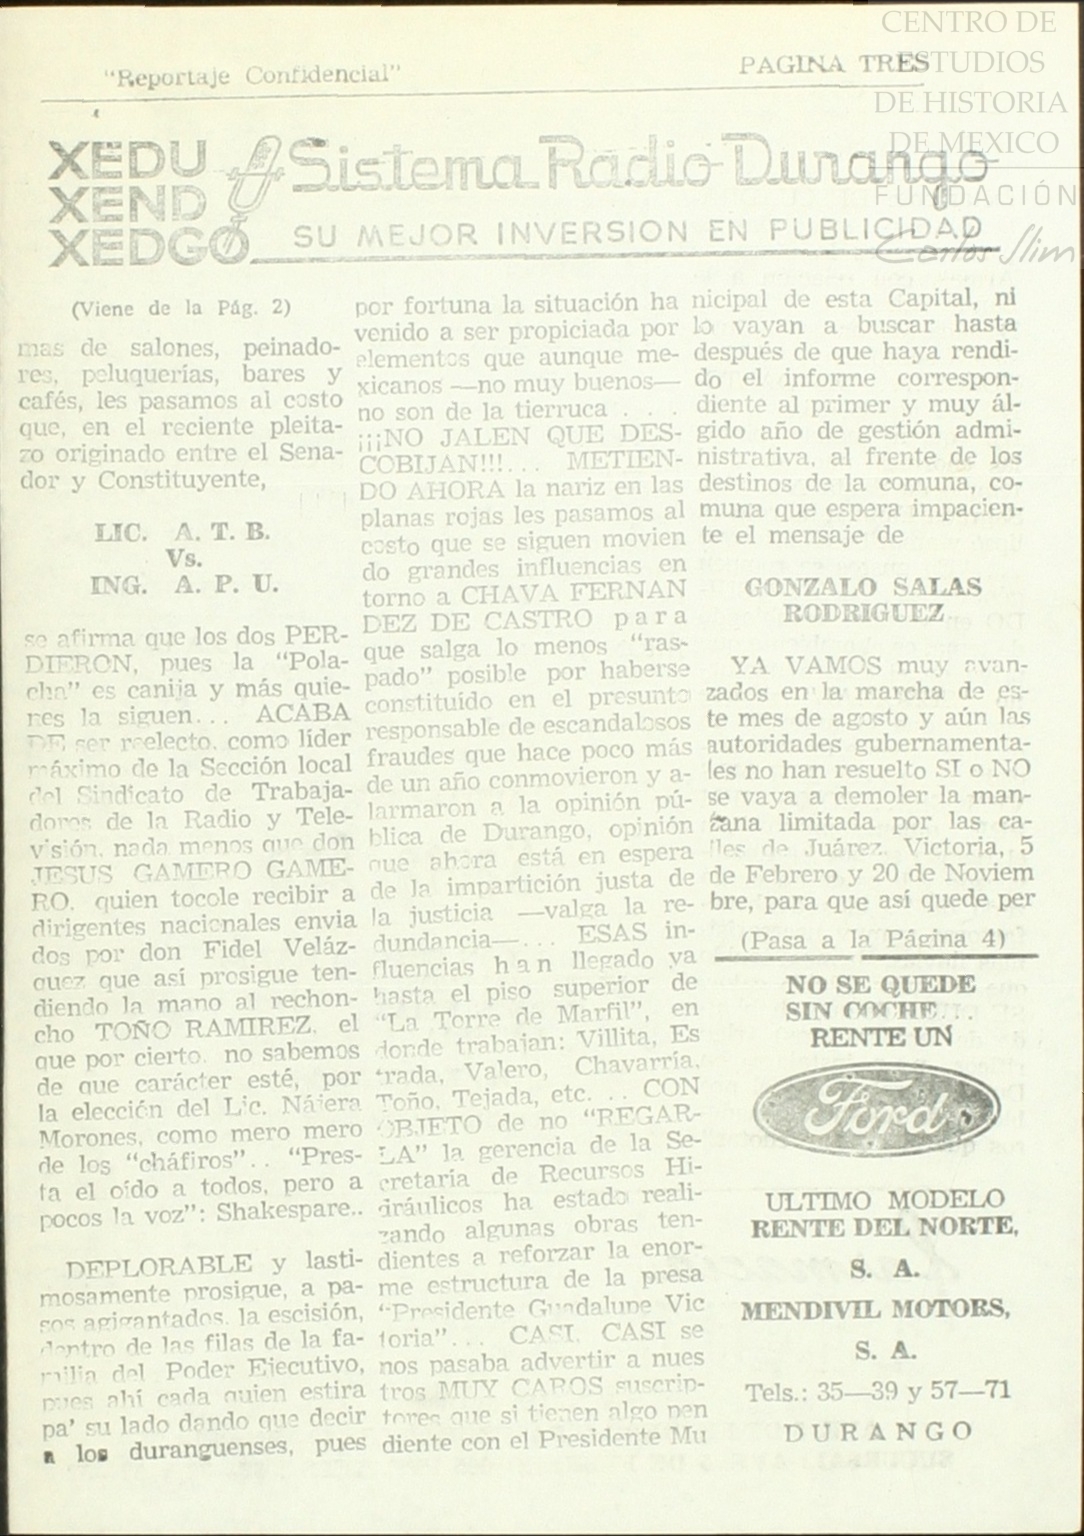 "Reportaje Confidencial"
PAGINA TRES
CENTRO DE
ESTUDIOS
DE HISTORIA
DE MEXICO
FUNDACIÓN
Carlos Slim
XEDU
XEND
XEDGO
Sistema Radio Durango
SU MEJOR INVERSION EN PUBLICIDAD
(Viene de la Pág. 2)
mas de salones, peinado-
res, peluquerías, bares y
cafés, les pasamos al costo
que, en el reciente pleita-
zo originado entre el Sena-
dor y Constituyente,
LIC. A. T. B.
Vs.
ING. A. P. U.
se afirma que los dos PER-
DIERON, pues la "Pola-
cha" es canija y más quie-
res la siguen... ACABA
DE ser reelecto, como líder
máximo de la Sección local
del Sindicato de Trabaja-
dores de la Radio y Tele-
visión, nada menos que don
JESUS GAMERO GAME-
RO, quien tocole recibir a
dirigentes nacionales envia
dos por don Fidel Veláz-
quez que así prosigue ten-
diendo la mano al rechon-
cho TOÑO RAMIREZ, el
que por cierto, no sabemos
de que carácter esté, por
la elección del Lic. Nájera
Morones, como mero mero
de los "cháfiros".. "Pres-
ta el oído a todos, pero a
pocos la voz": Shakespare..
DEPLORABLE y lasti-
mosamente prosigue, a pa-
sos agigantados, la escisión,
dentro de las filas de la fa-
milia del Poder Ejecutivo,
pues ahí cada quien estira
pa' su lado dando que decir
a los duranguenses, pues
por fortuna la situación ha
venido a ser propiciada por
elementos que aunque me-
xicanos —no muy buenos—
no son de la tierruca . . .
¡¡¡NO JALEN QUE DES-
COBIJAN!!!... METIEN-
DO AHORA la nariz en las
planas rojas les pasamos al
costo que se siguen movien
do grandes influencias en
torno a CHAVA FERNAN
DEZ DE CASTRO para
que salga lo menos "ras-
pado" posible por haberse
constituído en el presunto
responsable de escandalosos
fraudes que hace poco más
de un año conmovieron y a-
larmaron a la opinión pú-
blica de Durango, opinión
que ahora está en espera
de la impartición justa de
la justicia —valga la re-
dundancia—... ESAS in-
fluencias han llegado ya
hasta el piso superior de
"La Torre de Marfil", en
donde trabajan: Villita, Es
trada, Valero, Chavarría,
Toño, Tejada, etc. .. CON
OBJETO de no "REGAR-
LA" la gerencia de la Se-
cretaría de Recursos Hi-
dráulicos ha estado reali-
zando algunas obras ten-
dientes a reforzar la enor-
me estructura de la presa
"Presidente Guadalupe Vic
toria"... CASI, CASI se
nos pasaba advertir a nues
tros MUY CAROS suscrip-
tores que si tienen algo pen
diente con el Presidente Mu
nicipal de esta Capital, ni
lo vayan a buscar hasta
después de que haya rendi-
do el informe correspon-
diente al primer y muy ál-
gido año de gestión admi-
nistrativa, al frente de los
destinos de la comuna, co-
muna que espera impacien-
te el mensaje de
GONZALO SALAS
RODRIGUEZ
YA VAMOS muy avan-
zados en la marcha de es-
te mes de agosto y aún las
autoridades gubernamenta-
les no han resuelto SI o NO
se vaya a demoler la man-
zana limitada por las ca-
lles de Juárez, Victoria, 5
de Febrero y 20 de Noviem
bre, para que así quede per
(Pasa a la Página 4)
NO SE QUEDE
SIN COCHE...
RENTE UN
Ford
ULTIMO MODELO
RENTE DEL NORTE,
S. A.
MENDIVIL MOTORS,
S. A.
Tels.: 35—39 y 57—71
DURANGO